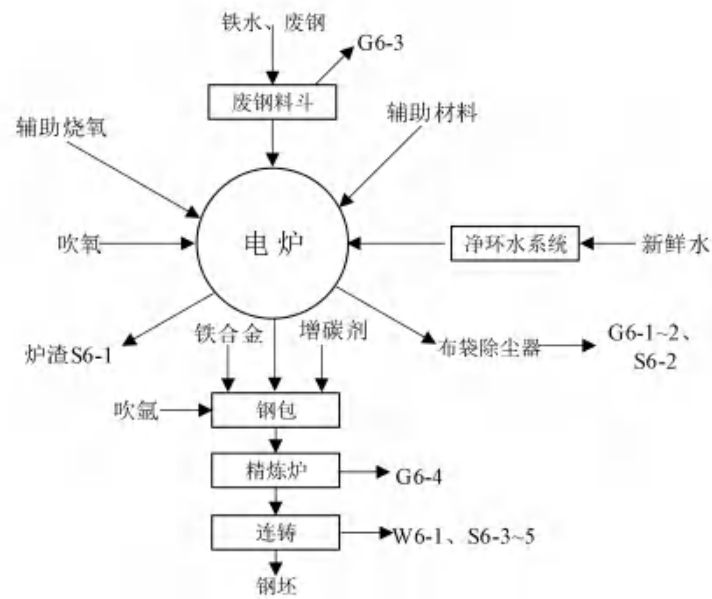 铁水、废钢
G6-3
废钢料斗
辅助烧氧
辅助材料
吹氧
电炉
净环水系统
新鲜水
炉渣S6-1
铁合金
增碳剂
布袋除尘器
G6-1~2、
S6-2
吹氩
钢包
精炼炉
G6-4
连铸
W6-1、S6-3~5
钢坯